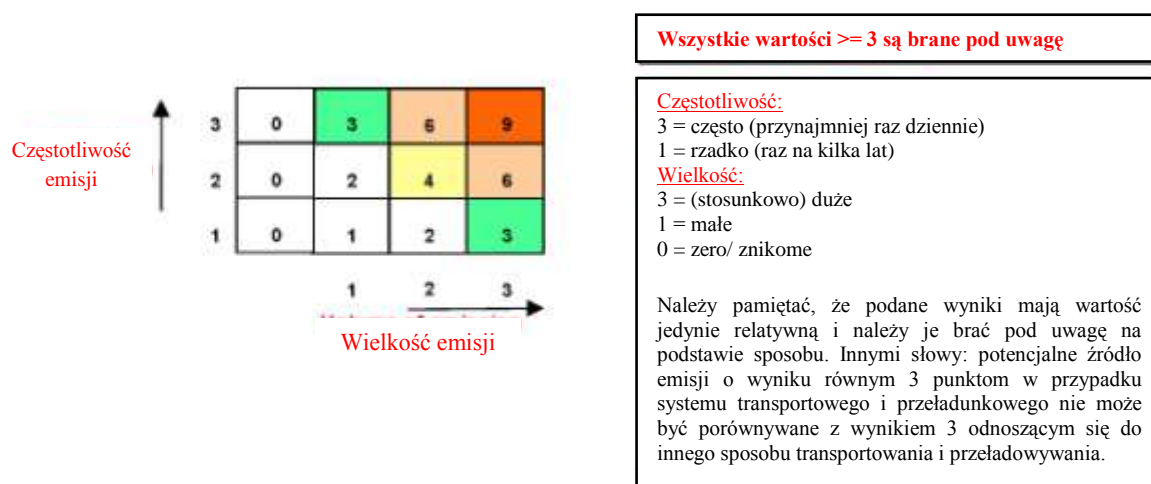 Wszystkie wartości >= 3 są brane pod uwagę
Częstotliwość emisji
3 0 3 6 9
2 0 2 4 6
1 0 1 2 3
1 2 3
Wielkość emisji
Częstotliwość:
3 = często (przynajmniej raz dziennie)
1 = rzadko (raz na kilka lat)
Wielkość:
3 = (stosunkowo) duże
1 = małe
0 = zero/ znikome
Należy pamiętać, że podane wyniki mają wartość
jedynie relatywną i należy je brać pod uwagę na
podstawie sposobu. Innymi słowy: potencjalne źródło
emisji o wyniku równym 3 punktom w przypadku
systemu transportowego i przeładunkowego nie może
być porównywane z wynikiem 3 odnoszącym się do
innego sposobu transportowania i przeładowywania.